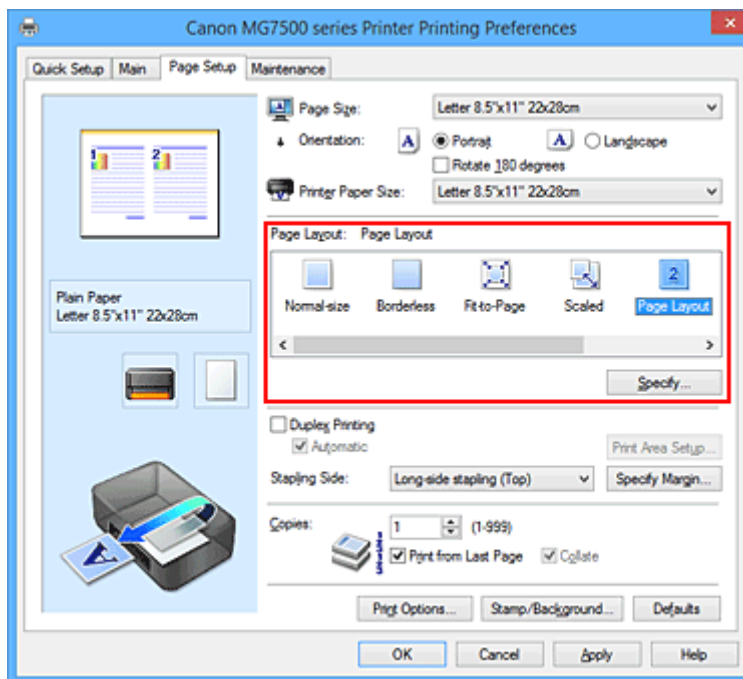 Canon MG7500 series Printer Printing Preferences
Quick Setup Main Page Setup Maintenance
1 2
Plain Paper
Letter 8.5"x11" 22x28cm
Page Size: Letter 8.5"x11" 22x28cm
Orientation: A Portrait A Landscape
Rotate 180 degrees
Printer Paper Size: Letter 8.5"x11" 22x28cm
Page Layout: Page Layout
2
Normal-size Borderless Fit-to-Page Scaled Page Layout
Specify...
Duplex Printing
Automatic Print Area Setup...
Stapling Side: Long-side stapling (Top) Specify Margin...
Copies: 1 (1-999)
Print from Last Page Collate
Print Options... Stamp/Background... Defaults
OK Cancel Apply Help